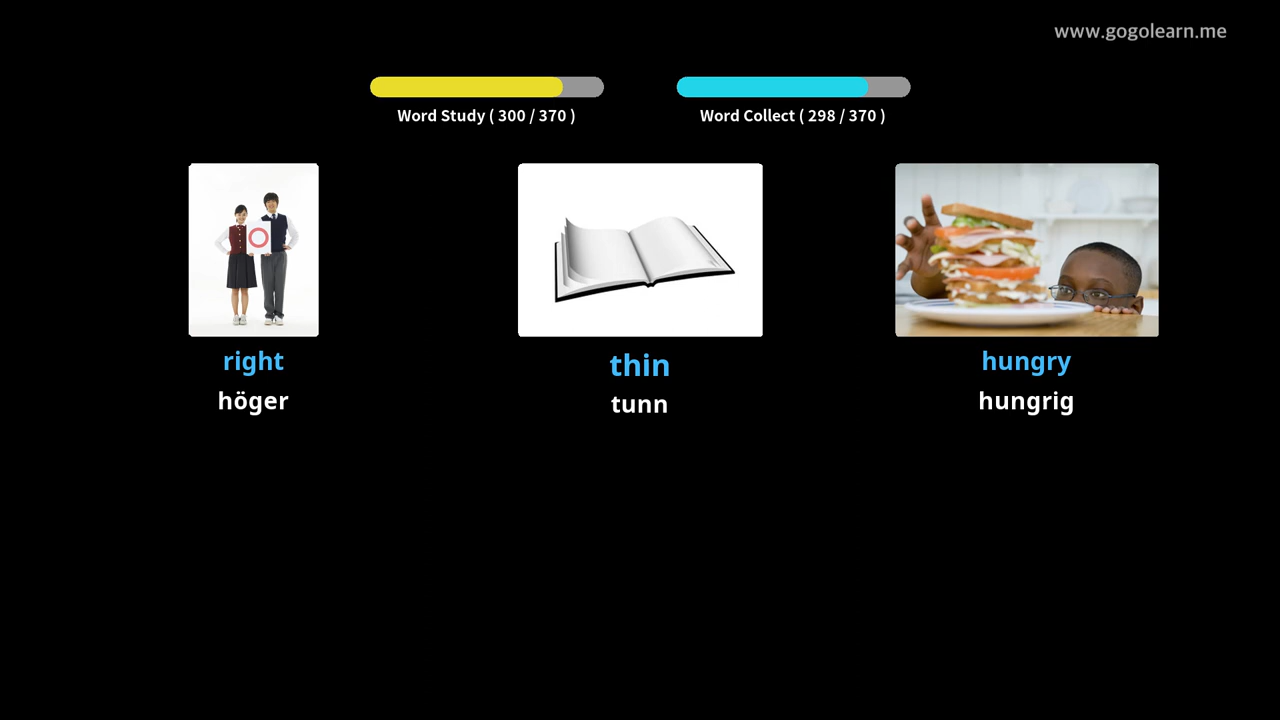 www.gogolearn.me
Word Study ( 300 / 370 )
Word Collect ( 298 / 370 )
right
thin
hungry
höger
tunn
hungrig